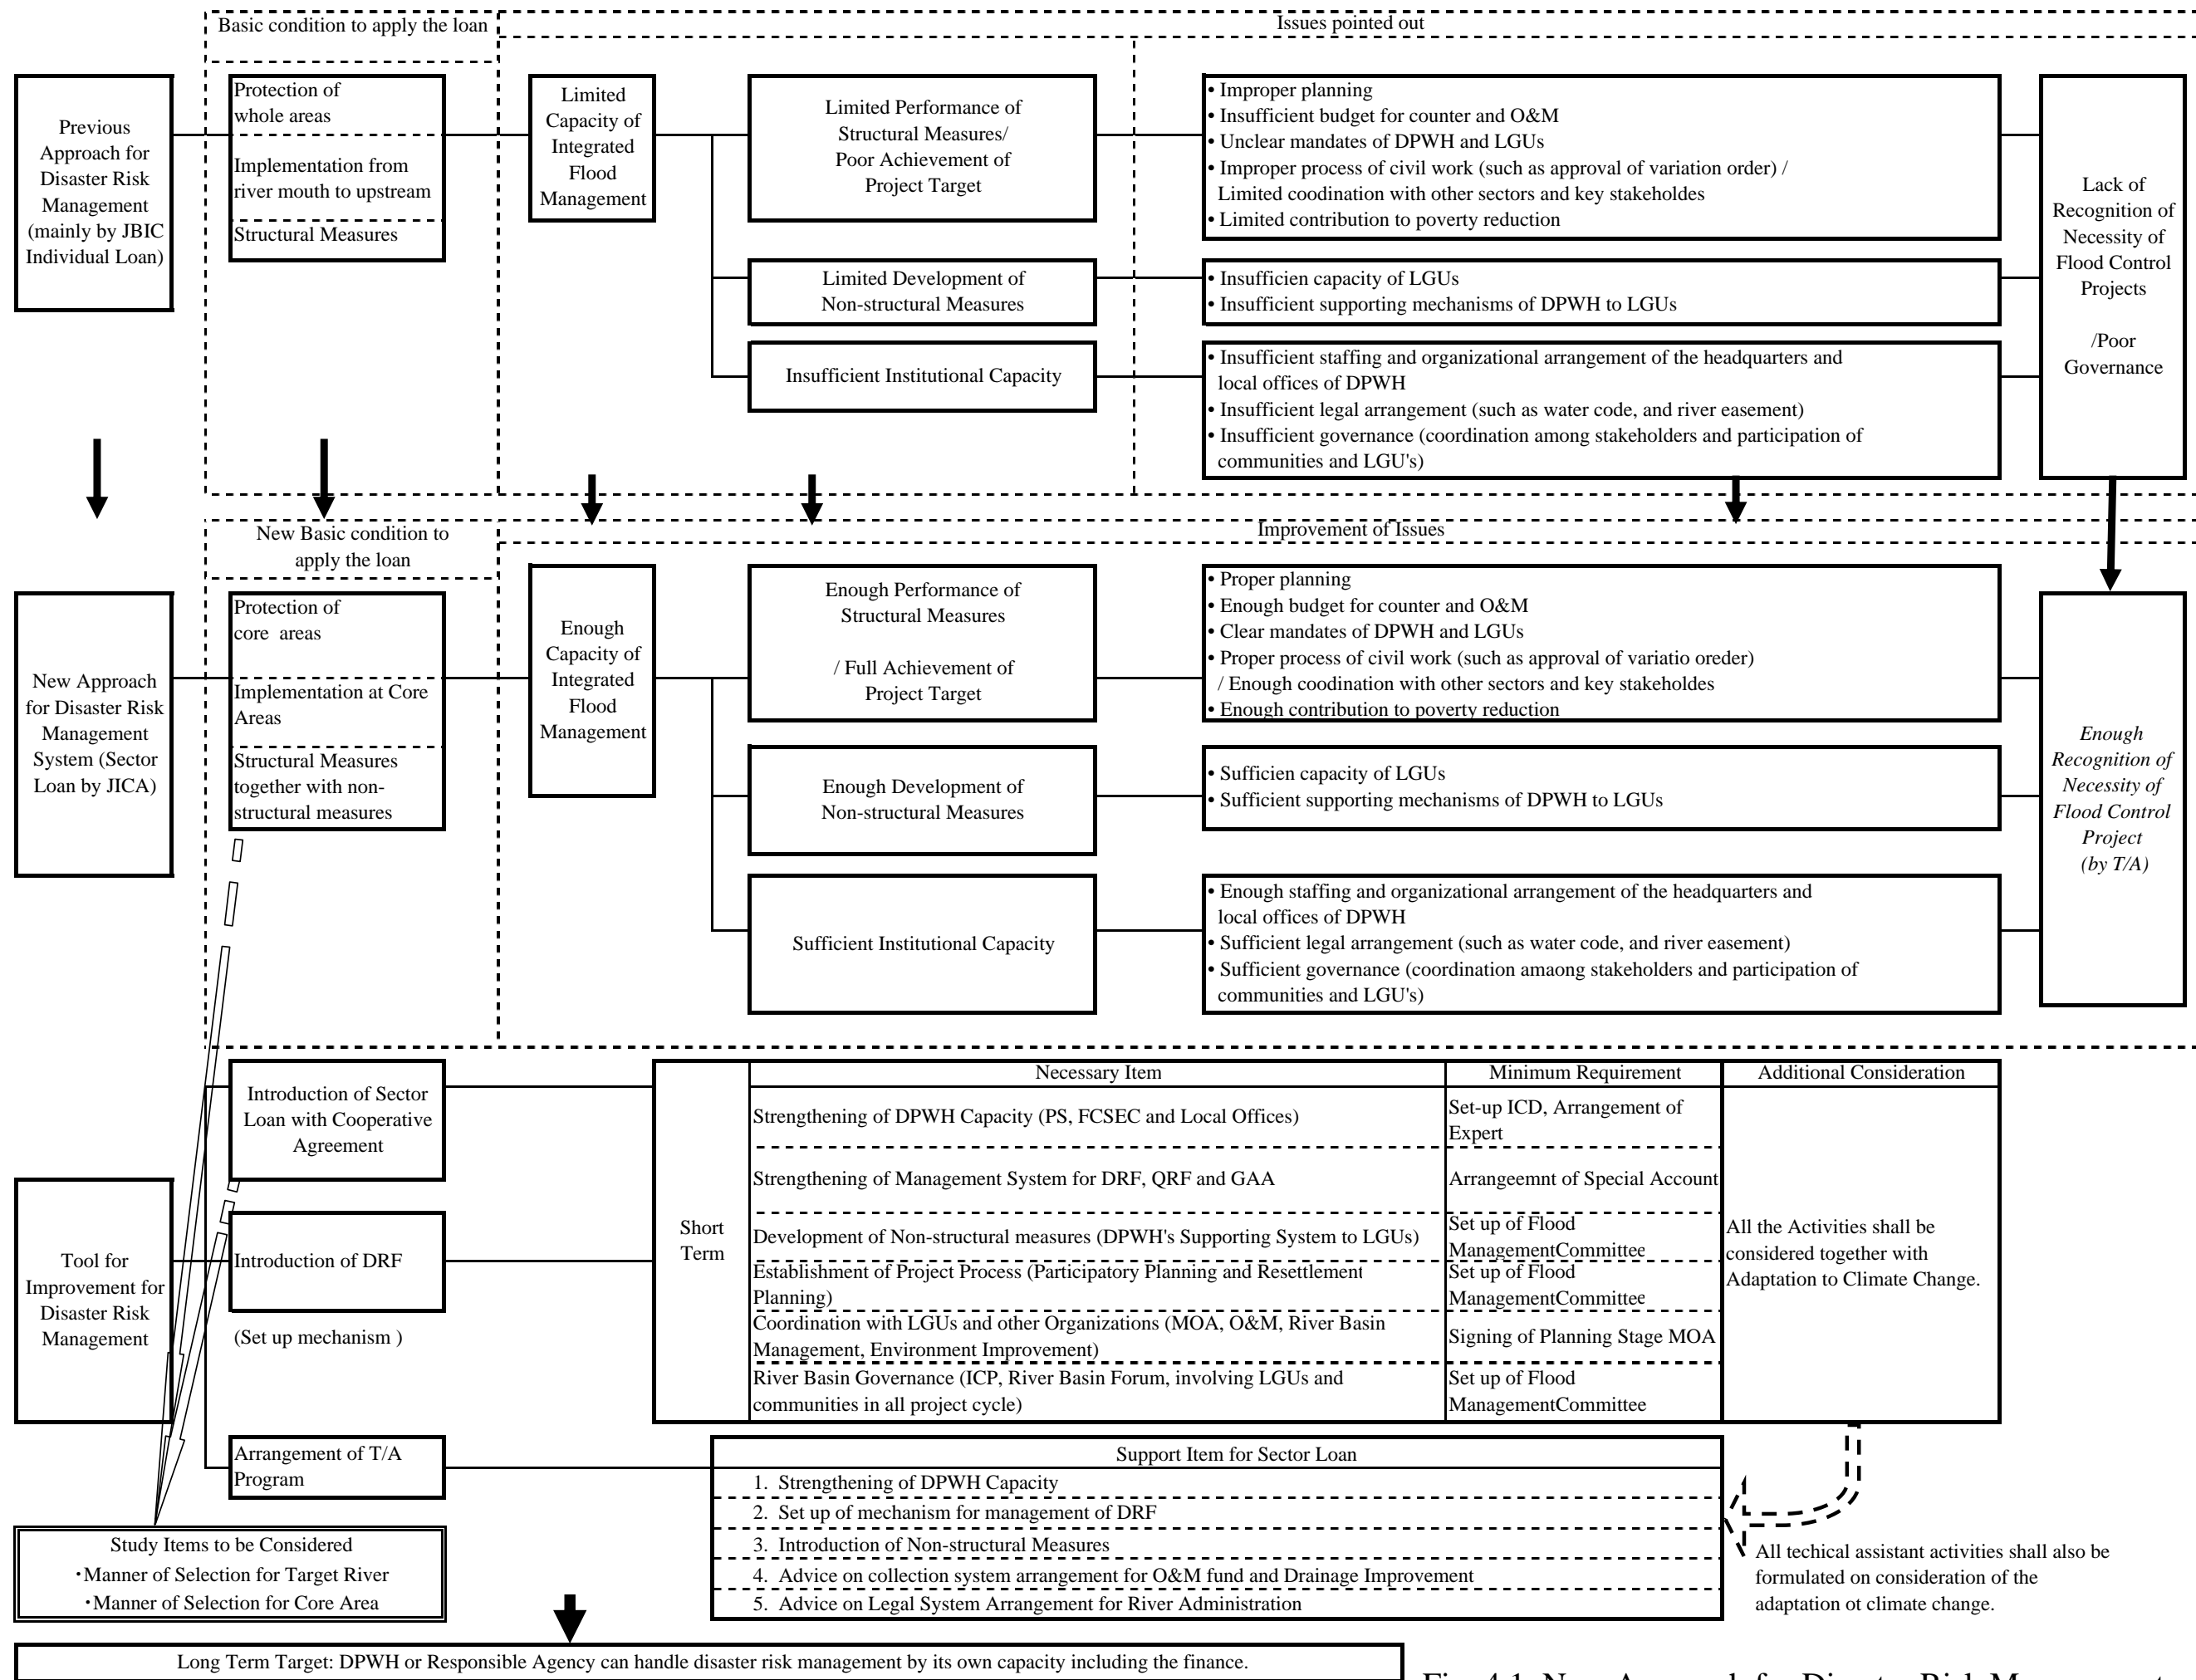 Basic condition to apply the loan
Issues pointed out
Previous
Approach for
Disaster Risk
Management
(mainly by JBIC
Individual Loan)
Protection of
whole areas
Implementation from
river mouth to upstream
Structural Measures
Limited
Capacity of
Integrated
Flood
Management
Limited Performance of
Structural Measures/
Poor Achievement of
Project Target
• Improper planning
• Insufficient budget for counter and O&M
• Unclear mandates of DPWH and LGUs
• Improper process of civil work (such as approval of variation order) /
Limited coodination with other sectors and key stakeholdes
• Limited contribution to poverty reduction
Limited Development of
Non-structural Measures
• Insufficien capacity of LGUs
• Insufficient supporting mechanisms of DPWH to LGUs
Insufficient Institutional Capacity
• Insufficient staffing and organizational arrangement of the headquarters and
local offices of DPWH
• Insufficient legal arrangement (such as water code, and river easement)
• Insufficient governance (coordination among stakeholders and participation of
communities and LGU's)
Lack of
Recognition of
Necessity of
Flood Control
Projects
/Poor
Governance
New Basic condition to
apply the loan
Improvement of Issues
New Approach
for Disaster Risk
Management
System (Sector
Loan by JICA)
Protection of
core areas
Implementation at Core
Areas
Structural Measures
together with non-
structural measures
Enough
Capacity of
Integrated
Flood
Management
Enough Performance of
Structural Measures
/ Full Achievement of
Project Target
• Proper planning
• Enough budget for counter and O&M
• Clear mandates of DPWH and LGUs
• Proper process of civil work (such as approval of variatio oreder)
/ Enough coodination with other sectors and key stakeholdes
• Enough contribution to poverty reduction
Enough Development of
Non-structural Measures
• Sufficien capacity of LGUs
• Sufficient supporting mechanisms of DPWH to LGUs
Sufficient Institutional Capacity
• Enough staffing and organizational arrangement of the headquarters and
local offices of DPWH
• Sufficient legal arrangement (such as water code, and river easement)
• Sufficient governance (coordination amaong stakeholders and participation of
communities and LGU's)
Enough
Recognition of
Necessity of
Flood Control
Project
(by T/A)
Tool for
Improvement for
Disaster Risk
Management
Introduction of Sector
Loan with Cooperative
Agreement
Introduction of DRF
(Set up mechanism )
Arrangement of T/A
Program
Short
Term
Necessary Item
Minimum Requirement
Additional Consideration
Strengthening of DPWH Capacity (PS, FCSEC and Local Offices)
Set-up ICD, Arrangement of
Expert
Strengthening of Management System for DRF, QRF and GAA
Arrangeemnt of Special Account
Development of Non-structural measures (DPWH's Supporting System to LGUs)
Set up of Flood
ManagementCommittee
Establishment of Project Process (Participatory Planning and Resettlement
Planning)
Set up of Flood
ManagementCommittee
Coordination with LGUs and other Organizations (MOA, O&M, River Basin
Management, Environment Improvement)
Signing of Planning Stage MOA
River Basin Governance (ICP, River Basin Forum, involving LGUs and
communities in all project cycle)
Set up of Flood
ManagementCommittee
All the Activities shall be
considered together with
Adaptation to Climate Change.
Support Item for Sector Loan
1. Strengthening of DPWH Capacity
2. Set up of mechanism for management of DRF
3. Introduction of Non-structural Measures
4. Advice on collection system arrangement for O&M fund and Drainage Improvement
5. Advice on Legal System Arrangement for River Administration
All techical assistant activities shall also be
formulated on consideration of the
adaptation ot climate change.
Study Items to be Considered
・Manner of Selection for Target River
・Manner of Selection for Core Area
Long Term Target: DPWH or Responsible Agency can handle disaster risk management by its own capacity including the finance.
Fig. 4.1 New Approach for Disaster Risk Management